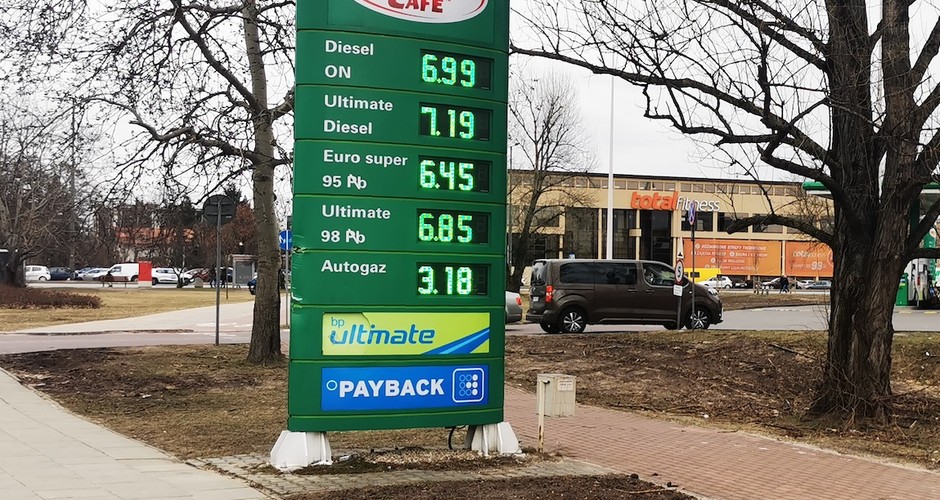 CAFE
Diesel
ON 6.99
Ultimate
Diesel 7.19
Euro super
95 Pb 6.45
Ultimate
98 Pb 6.85
Autogaz 3.18
bp
ultimate
PAYBACK
totalfitness